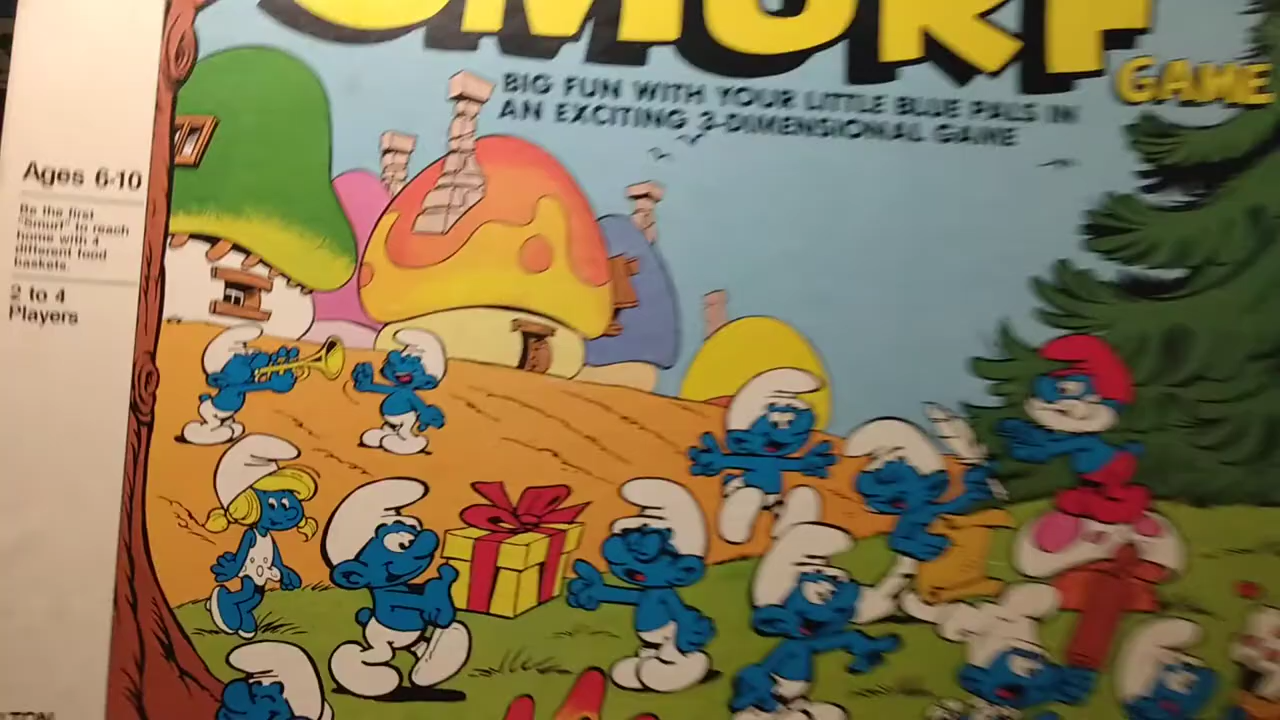 SMURF
GAME
BIG FUN WITH YOUR LITTLE BLUE PALS IN
AN EXCITING 3-DIMENSIONAL GAME
Ages 6-10
Be the first
"Smurf" to reach
home with 4
different food
baskets.
2 to 4
Players